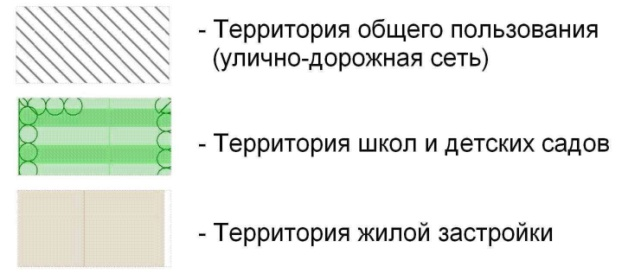 - Территория общего пользования
(улично-дорожная сеть)
- Территория школ и детских садов
- Территория жилой застройки